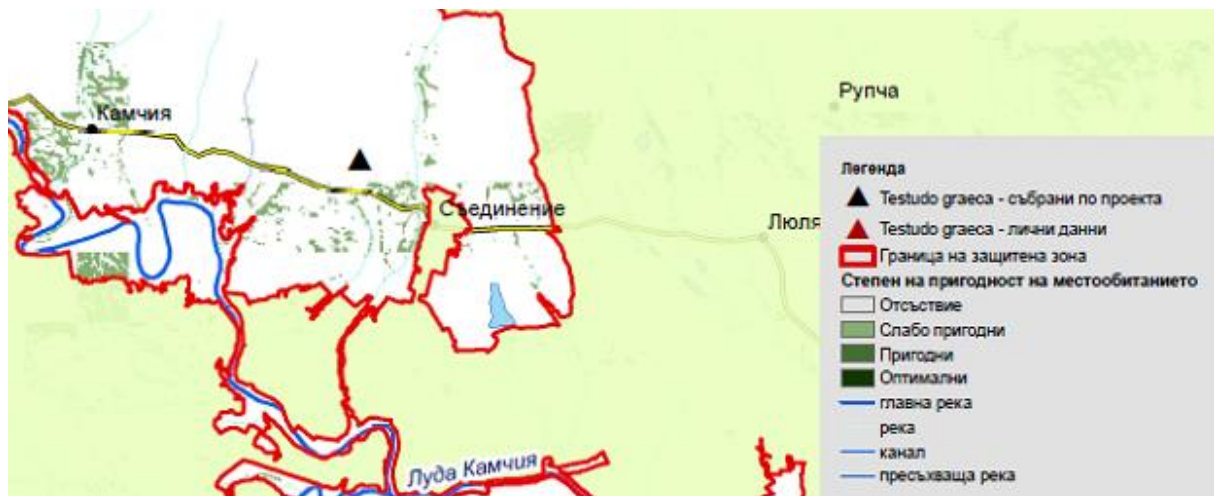 Рупча
Камчия
Съединение
Люля
Луда Камчия
Легенда
Testudo graeca - събрани по проекта
Testudo graeca - лични данни
Граница на защитена зона
Степен на пригодност на местообитанието
Отсъствие
Слабо пригодни
Пригодни
Оптимални
главна река
река
канал
пресъхваща река